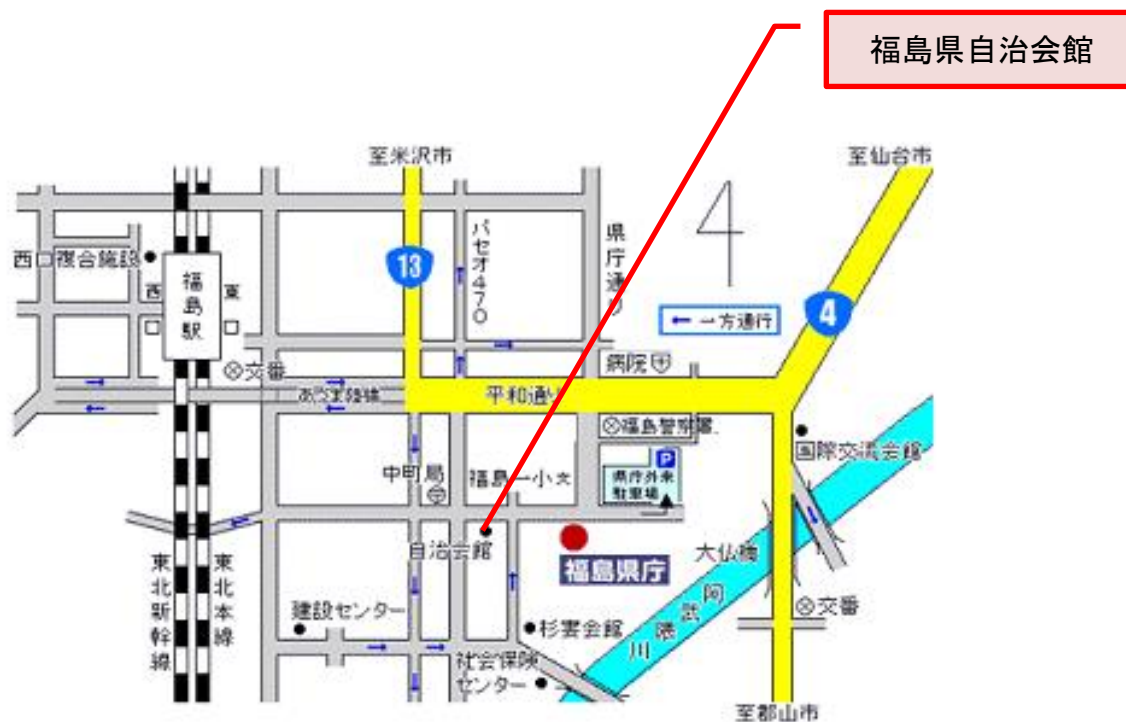 福島県自治会館
至米沢市
至仙台市
13
パセオ470
県庁通り
西口複合施設
西口
福島駅
東口
4
← 一方通行
病院
交番
あづま陸橋
平和通り
福島警察署
国際交流会館
中町局
福島一小
文
P
県庁外来
駐車場
自治会館
福島県庁
大仏橋
阿武隈川
東北新幹線
東北本線
建設センター
杉妻会館
交番
社会保険
センター
至郡山市